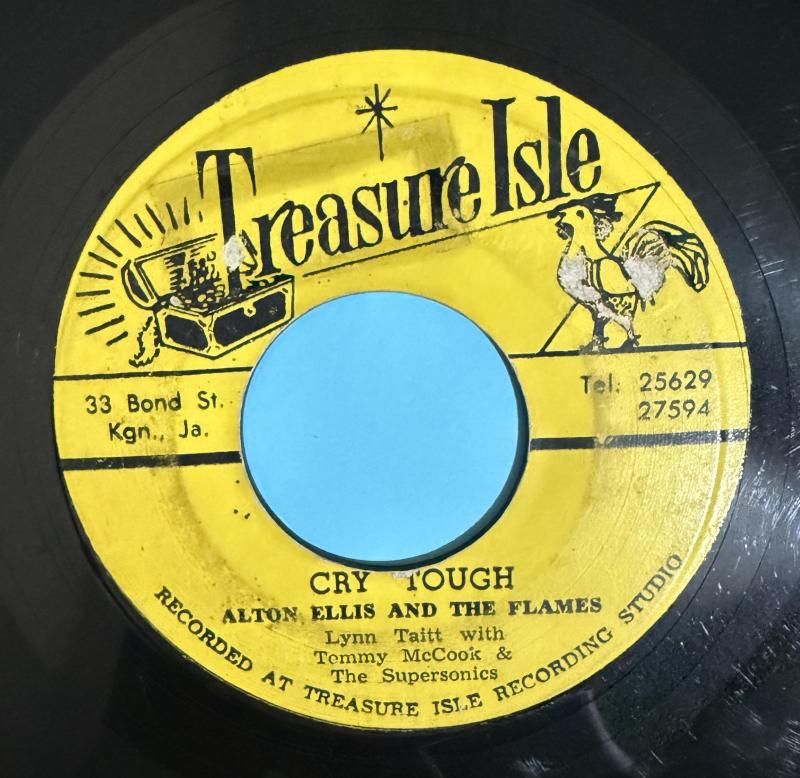 Treasure Isle
33 Bond St.
Kgn., Ja.
Tel: 25629
27594
CRY TOUGH
ALTON ELLIS AND THE FLAMES
Lynn Taitt with
Tommy McCook &
The Supersonics
RECORDED AT TREASURE ISLE RECORDING STUDIO